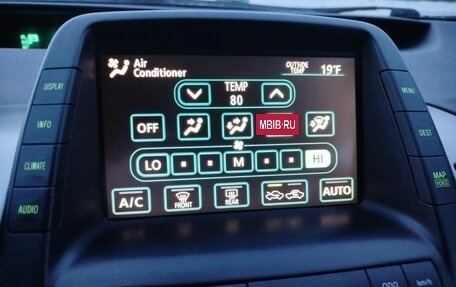 Air
Conditioner
OUTSIDE
TEMP
19°F
TEMP
80
DISPLAY
INFO
CLIMATE
AUDIO
OFF
MBIB.RU
LO
M
HI
A/C
FRONT
REAR
AUTO
MENU
DEST
MAP
VOICE
km/h